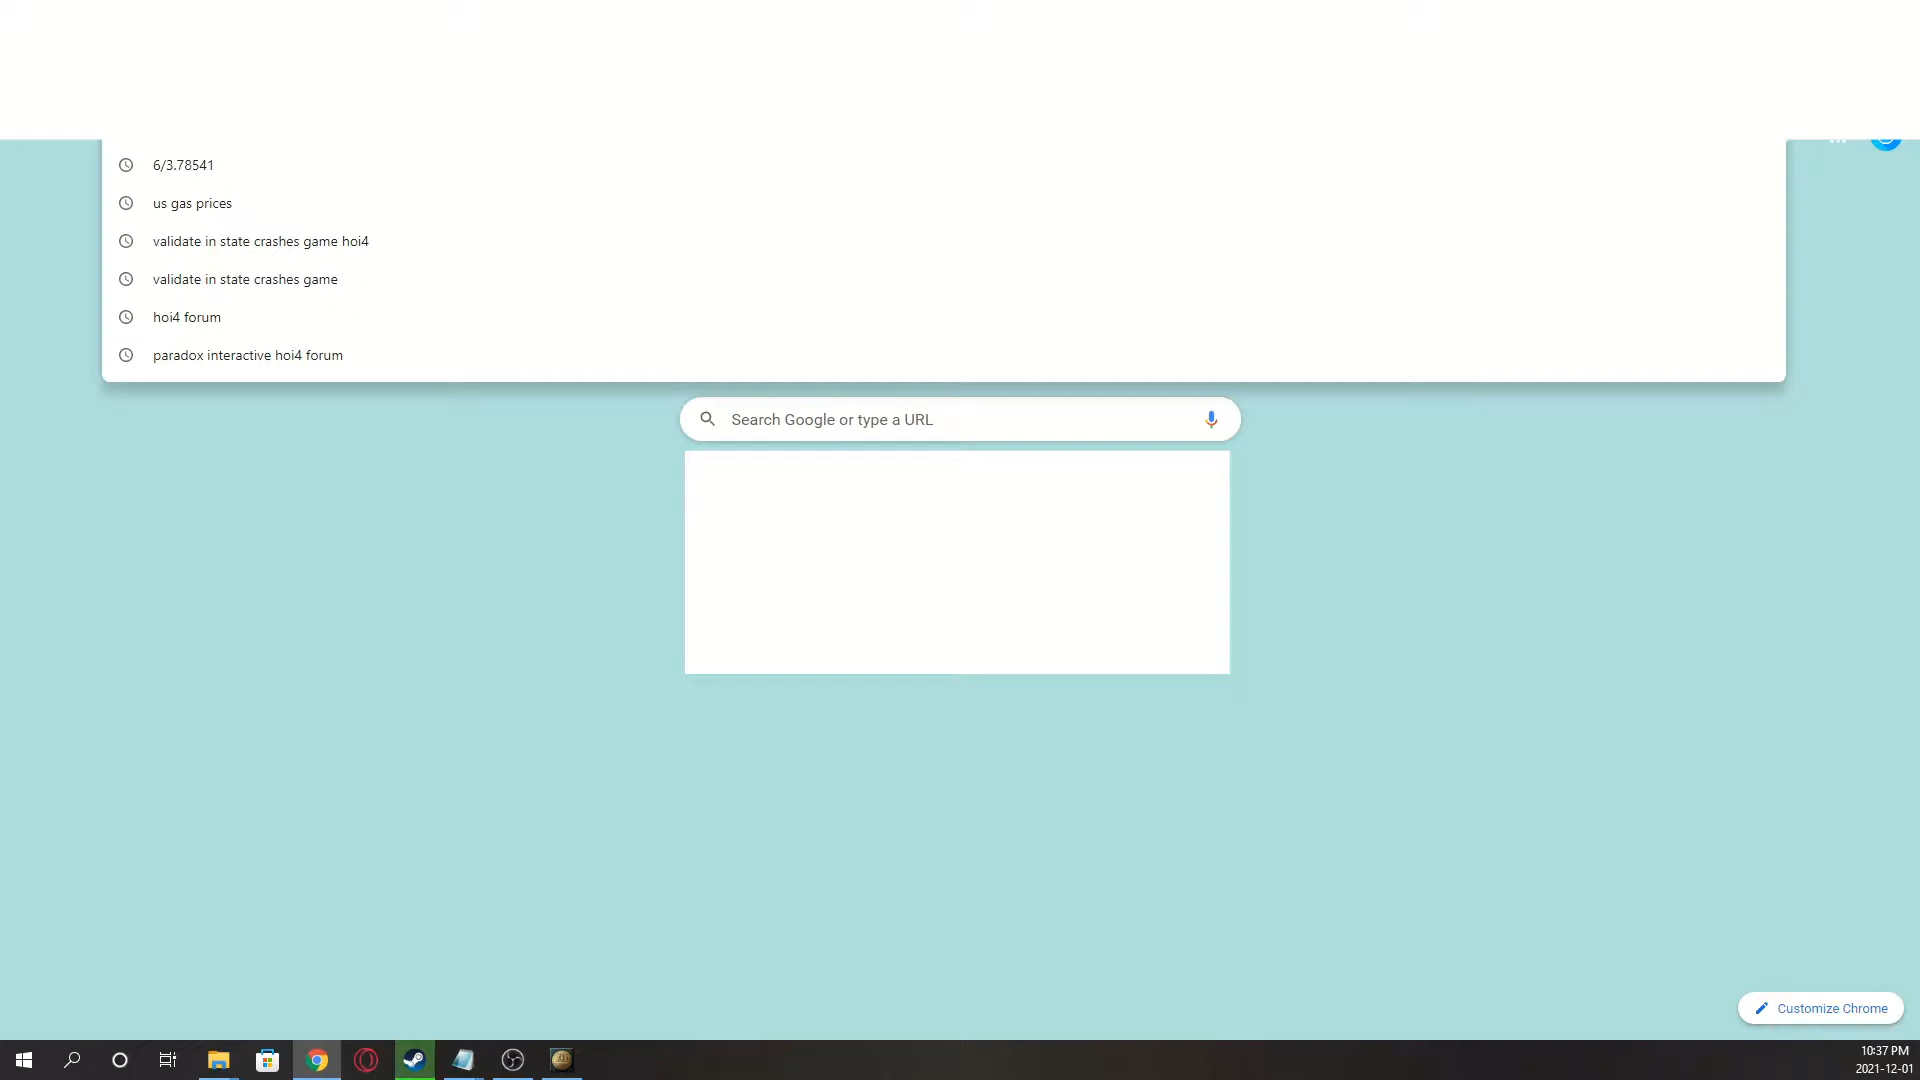 6/3.78541
us gas prices
validate in state crashes game hoi4
validate in state crashes game
hoi4 forum
paradox interactive hoi4 forum
Search Google or type a URL
Customize Chrome
10:37 PM
2021-12-01